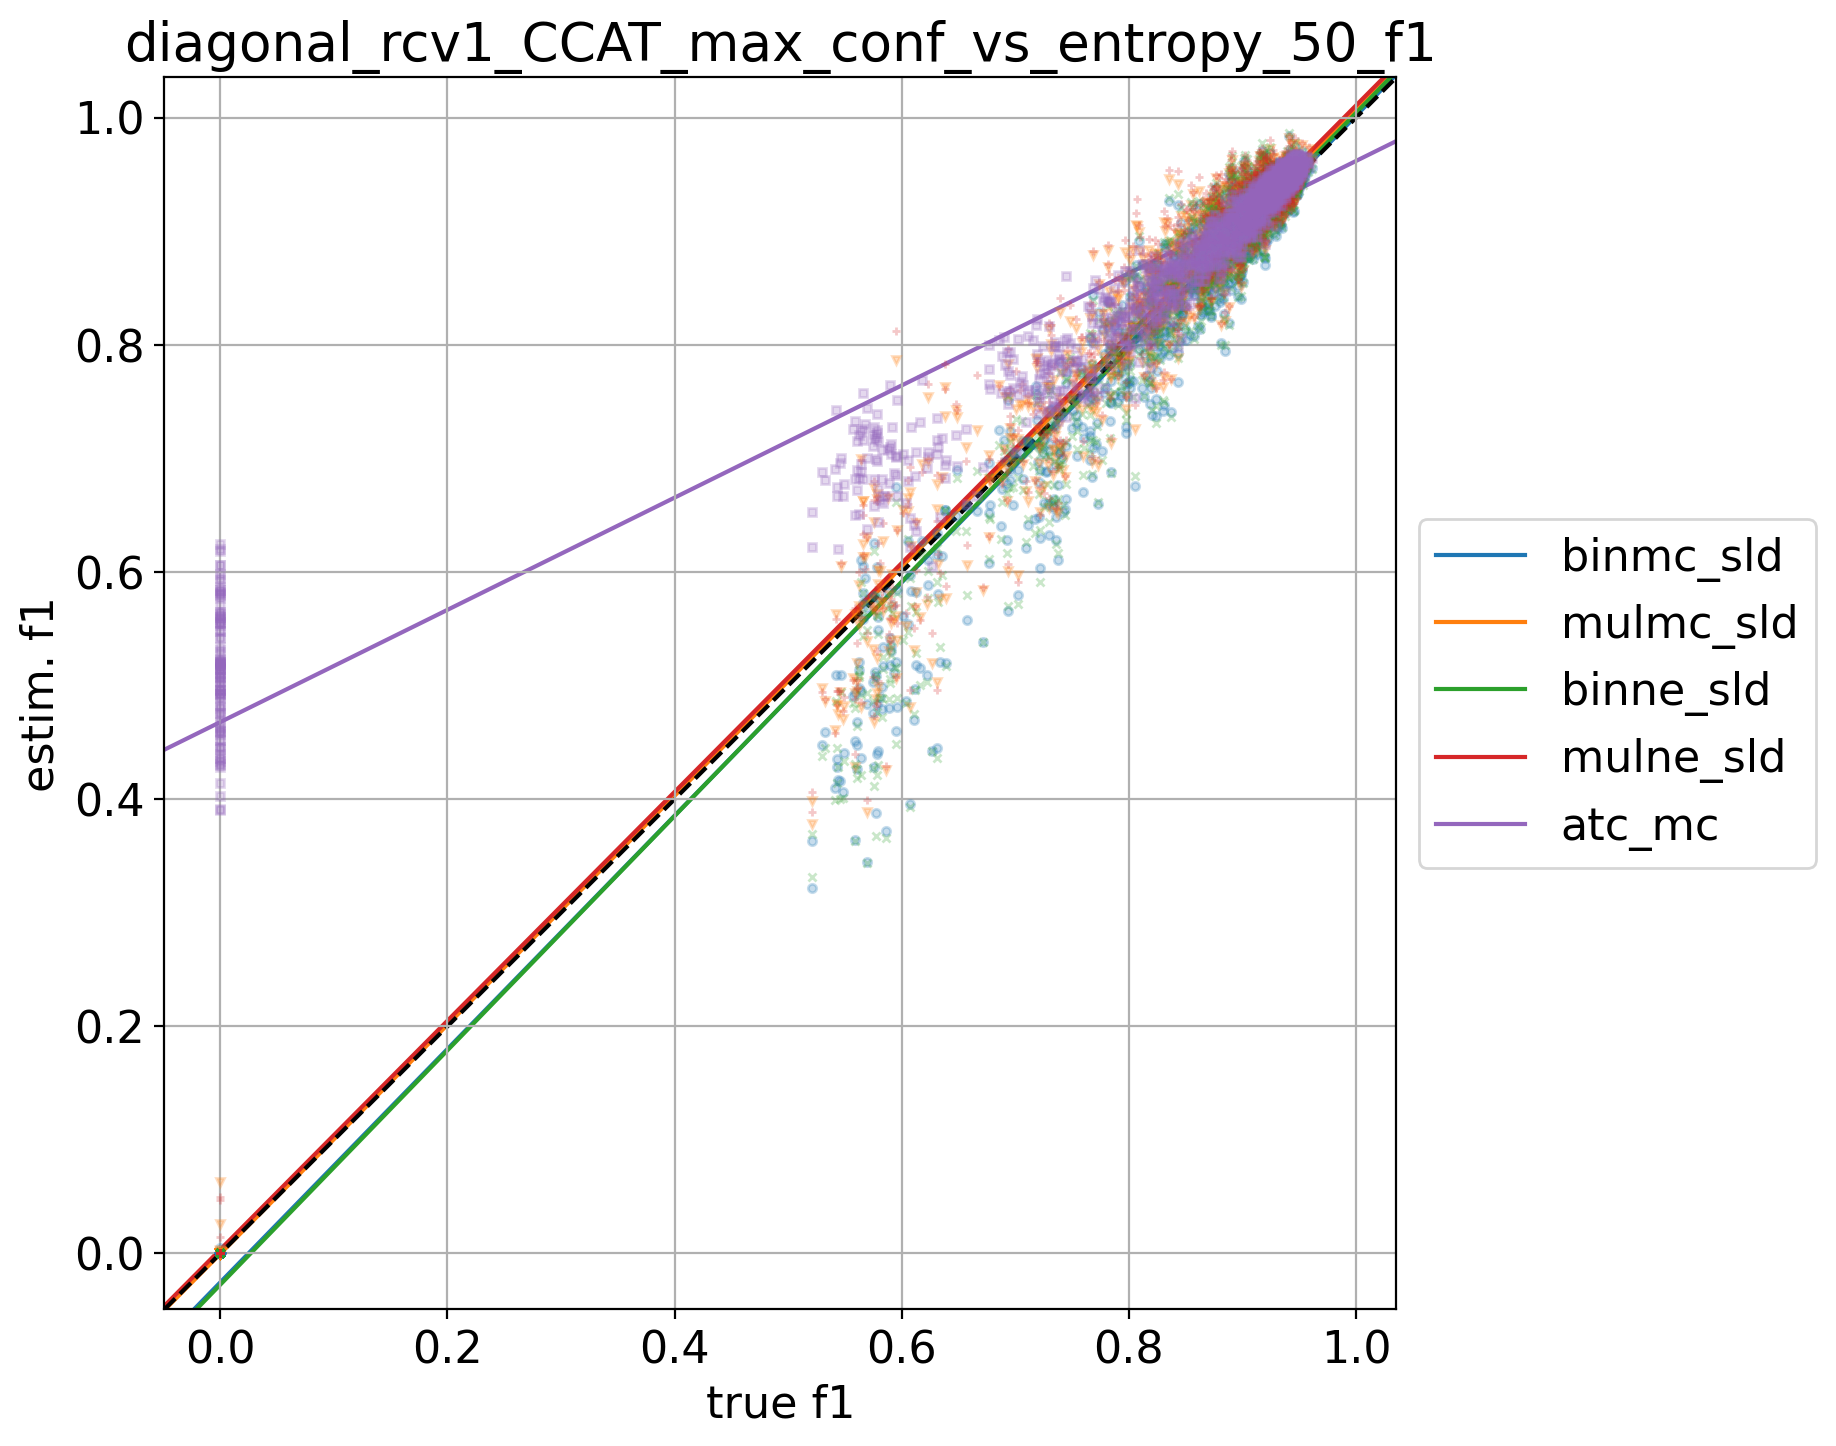 diagonal_rcv1_CCAT_max_conf_vs_entropy_50_f1
1.0
0.8
0.6
0.4
0.2
0.0
estim. f1
0.0 0.2 0.4 0.6 0.8 1.0
true f1
binmc_sld
mulmc_sld
binne_sld
mulne_sld
atc_mc